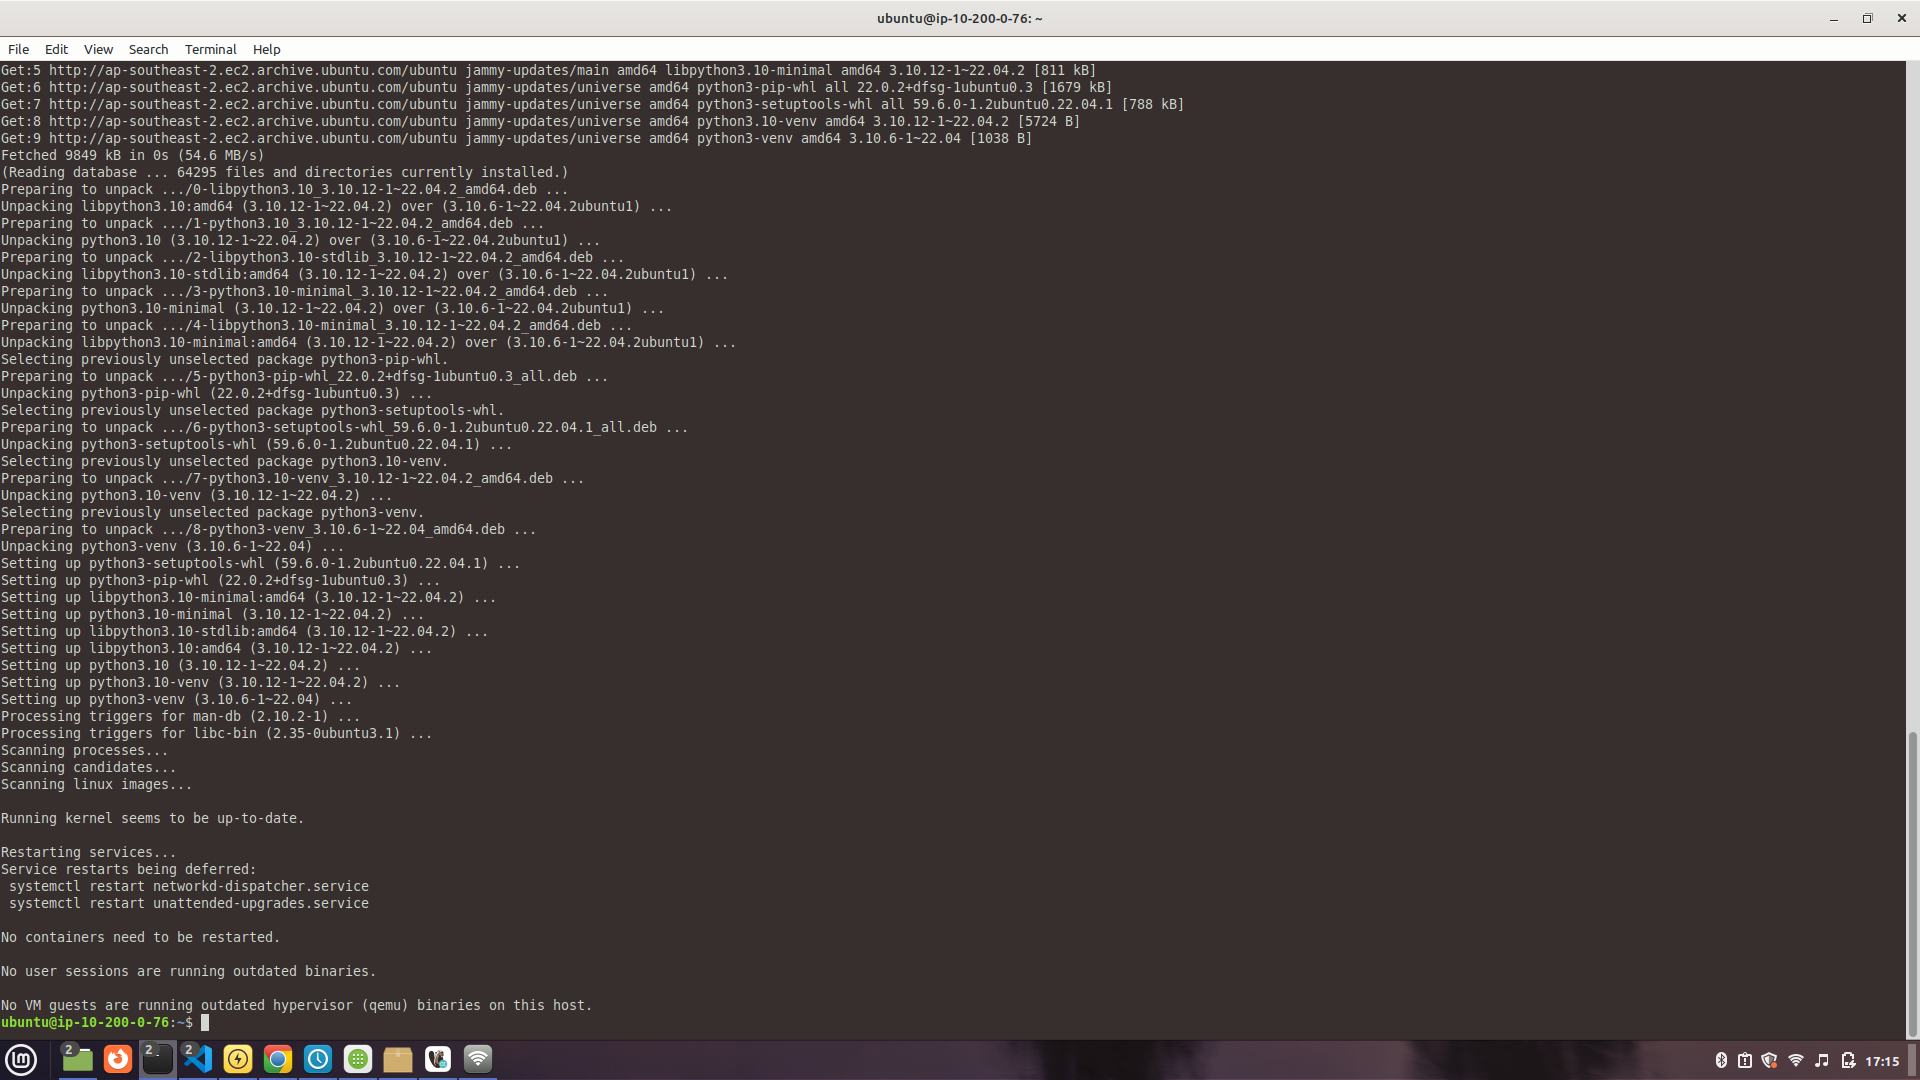 ubuntu@ip-10-200-0-76: ~
File Edit View Search Terminal Help
Get:5 http://ap-southeast-2.ec2.archive.ubuntu.com/ubuntu jammy-updates/main amd64 libpython3.10-minimal amd64 3.10.12-1~22.04.2 [811 kB]
Get:6 http://ap-southeast-2.ec2.archive.ubuntu.com/ubuntu jammy-updates/universe amd64 python3-pip-whl all 22.0.2+dfsg-1ubuntu0.3 [1679 kB]
Get:7 http://ap-southeast-2.ec2.archive.ubuntu.com/ubuntu jammy-updates/universe amd64 python3-setuptools-whl all 59.6.0-1.2ubuntu0.22.04.1 [788 kB]
Get:8 http://ap-southeast-2.ec2.archive.ubuntu.com/ubuntu jammy-updates/universe amd64 python3.10-venv amd64 3.10.12-1~22.04.2 [5724 B]
Get:9 http://ap-southeast-2.ec2.archive.ubuntu.com/ubuntu jammy-updates/universe amd64 python3-venv amd64 3.10.6-1~22.04 [1038 B]
Fetched 9849 kB in 0s (54.6 MB/s)
(Reading database ... 64295 files and directories currently installed.)
Preparing to unpack .../0-libpython3.10_3.10.12-1~22.04.2_amd64.deb ...
Unpacking libpython3.10:amd64 (3.10.12-1~22.04.2) over (3.10.6-1~22.04.2ubuntu1) ...
Preparing to unpack .../1-python3.10_3.10.12-1~22.04.2_amd64.deb ...
Unpacking python3.10 (3.10.12-1~22.04.2) over (3.10.6-1~22.04.2ubuntu1) ...
Preparing to unpack .../2-libpython3.10-stdlib_3.10.12-1~22.04.2_amd64.deb ...
Unpacking libpython3.10-stdlib:amd64 (3.10.12-1~22.04.2) over (3.10.6-1~22.04.2ubuntu1) ...
Preparing to unpack .../3-python3.10-minimal_3.10.12-1~22.04.2_amd64.deb ...
Unpacking python3.10-minimal (3.10.12-1~22.04.2) over (3.10.6-1~22.04.2ubuntu1) ...
Preparing to unpack .../4-libpython3.10-minimal_3.10.12-1~22.04.2_amd64.deb ...
Unpacking libpython3.10-minimal:amd64 (3.10.12-1~22.04.2) over (3.10.6-1~22.04.2ubuntu1) ...
Selecting previously unselected package python3-pip-whl.
Preparing to unpack .../5-python3-pip-whl_22.0.2+dfsg-1ubuntu0.3_all.deb ...
Unpacking python3-pip-whl (22.0.2+dfsg-1ubuntu0.3) ...
Selecting previously unselected package python3-setuptools-whl.
Preparing to unpack .../6-python3-setuptools-whl_59.6.0-1.2ubuntu0.22.04.1_all.deb ...
Unpacking python3-setuptools-whl (59.6.0-1.2ubuntu0.22.04.1) ...
Selecting previously unselected package python3.10-venv.
Preparing to unpack .../7-python3.10-venv_3.10.12-1~22.04.2_amd64.deb ...
Unpacking python3.10-venv (3.10.12-1~22.04.2) ...
Selecting previously unselected package python3-venv.
Preparing to unpack .../8-python3-venv_3.10.6-1~22.04_amd64.deb ...
Unpacking python3-venv (3.10.6-1~22.04) ...
Setting up python3-setuptools-whl (59.6.0-1.2ubuntu0.22.04.1) ...
Setting up python3-pip-whl (22.0.2+dfsg-1ubuntu0.3) ...
Setting up libpython3.10-minimal:amd64 (3.10.12-1~22.04.2) ...
Setting up python3.10-minimal (3.10.12-1~22.04.2) ...
Setting up libpython3.10-stdlib:amd64 (3.10.12-1~22.04.2) ...
Setting up libpython3.10:amd64 (3.10.12-1~22.04.2) ...
Setting up python3.10 (3.10.12-1~22.04.2) ...
Setting up python3.10-venv (3.10.12-1~22.04.2) ...
Setting up python3-venv (3.10.6-1~22.04) ...
Processing triggers for man-db (2.10.2-1) ...
Processing triggers for libc-bin (2.35-0ubuntu3.1) ...
Scanning processes...
Scanning candidates...
Scanning linux images...
Running kernel seems to be up-to-date.
Restarting services...
Service restarts being deferred:
systemctl restart networkd-dispatcher.service
systemctl restart unattended-upgrades.service
No containers need to be restarted.
No user sessions are running outdated binaries.
No VM guests are running outdated hypervisor (qemu) binaries on this host.
ubuntu@ip-10-200-0-76:~$
2 2 2 17:15